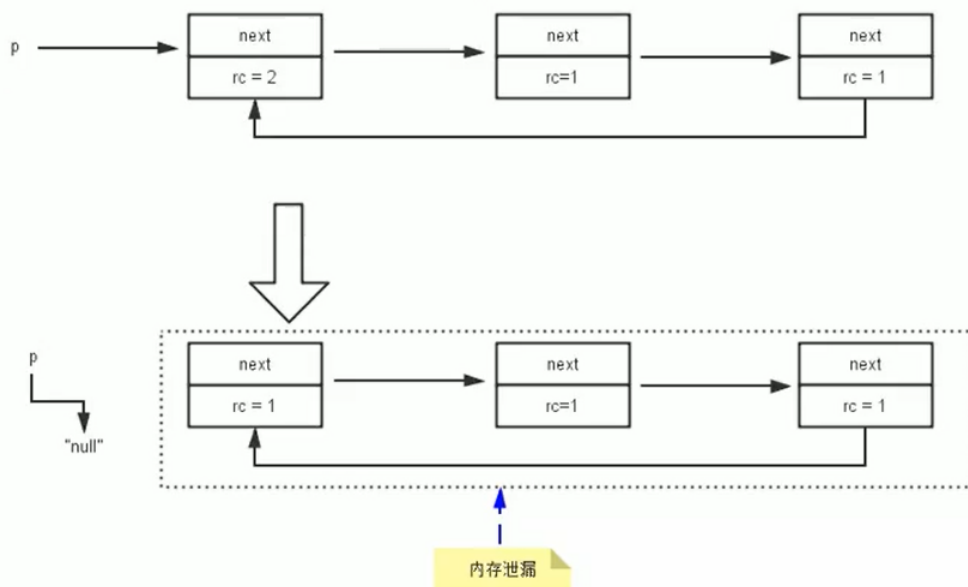 next
next
next
p
rc = 2
rc=1
rc = 1
next
next
next
p
rc = 1
rc=1
rc = 1
"null"
内存泄漏